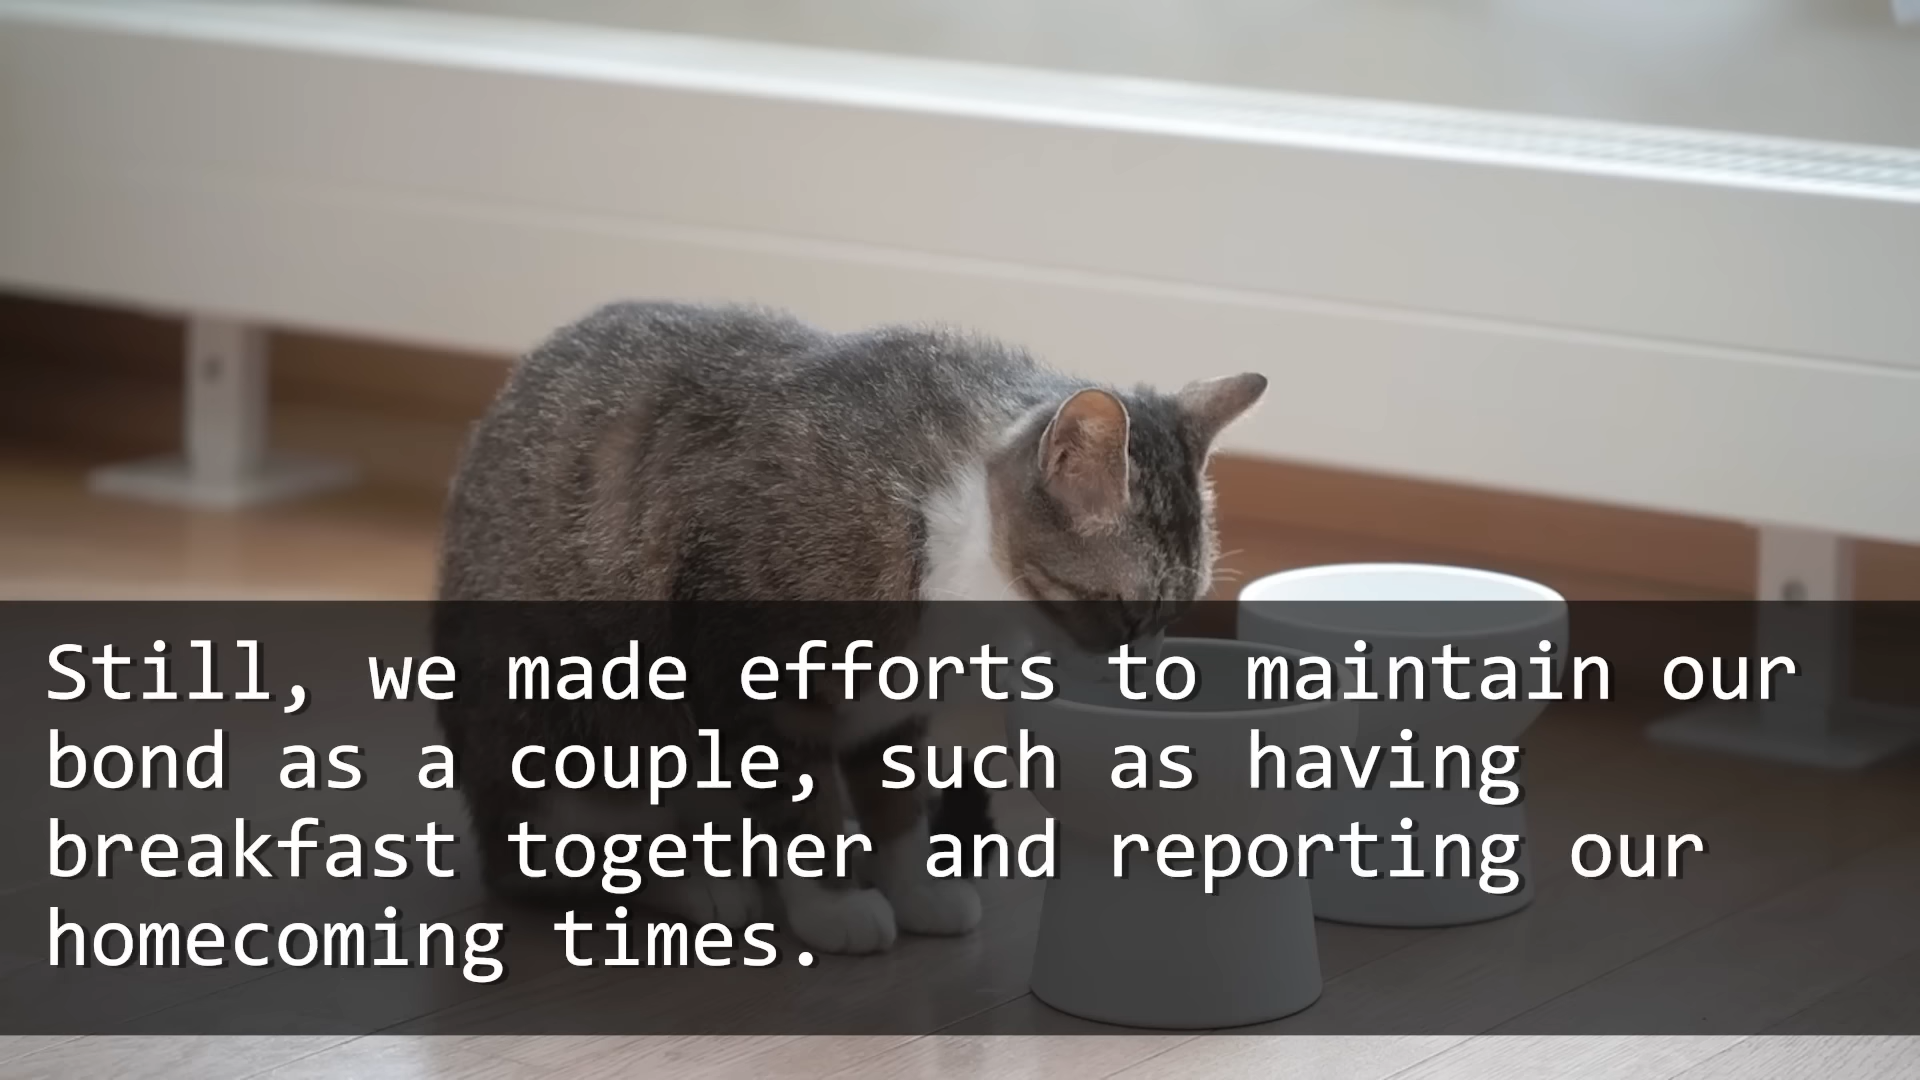 Still, we made efforts to maintain our
bond as a couple, such as having
breakfast together and reporting our
homecoming times.